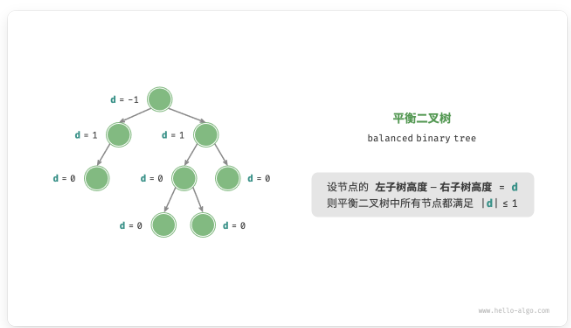 d = -1
d = 1
d = 1
d = 0
d = 0
d = 0
d = 0
d = 0
平衡二叉树
balanced binary tree
设节点的 左子树高度 - 右子树高度 = d
则平衡二叉树中所有节点都满足 |d| ≤ 1
www.hello-algo.com